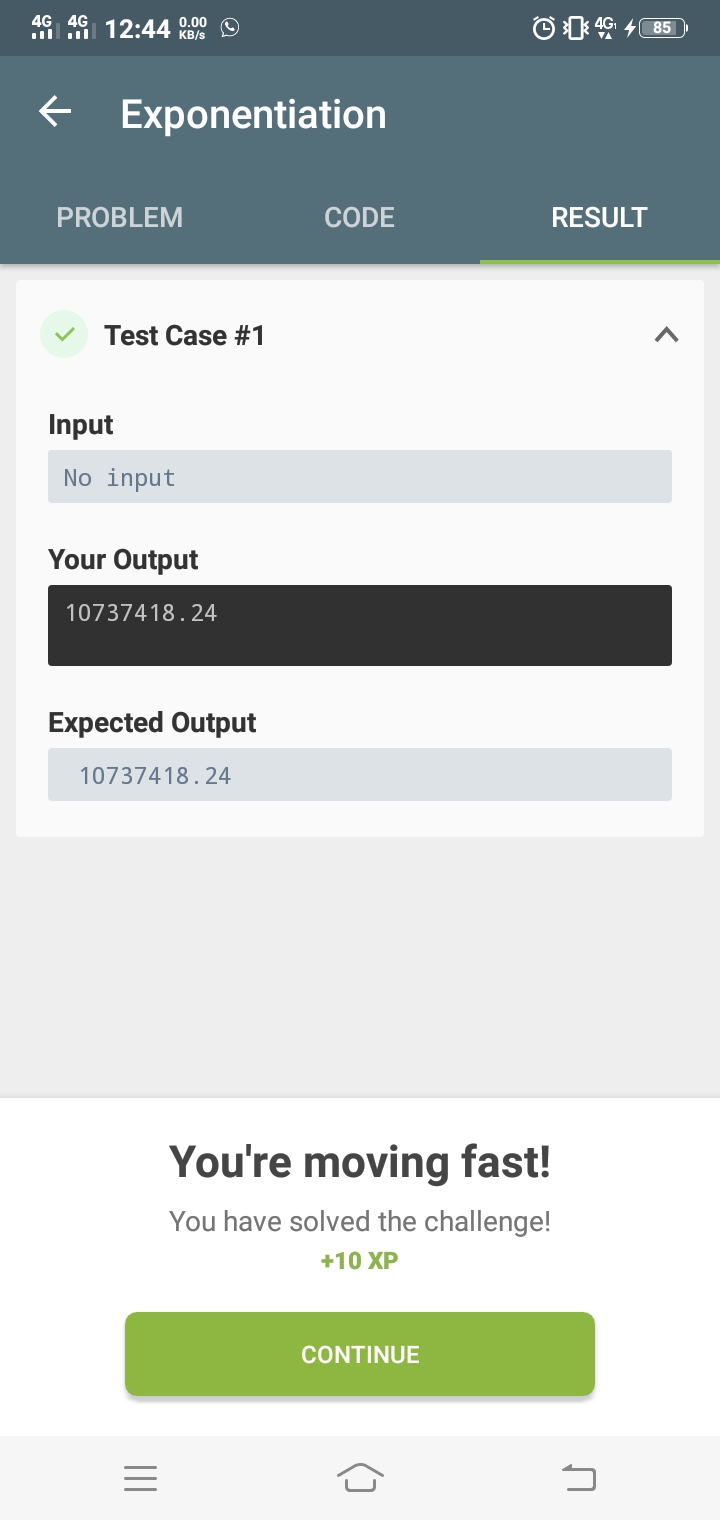 4G 4G 12:44 0.00 KB/s 4G 85
Exponentiation
PROBLEM CODE RESULT
Test Case #1
Input
No input
Your Output
10737418.24
Expected Output
10737418.24
You're moving fast!
You have solved the challenge!
+10 XP
CONTINUE